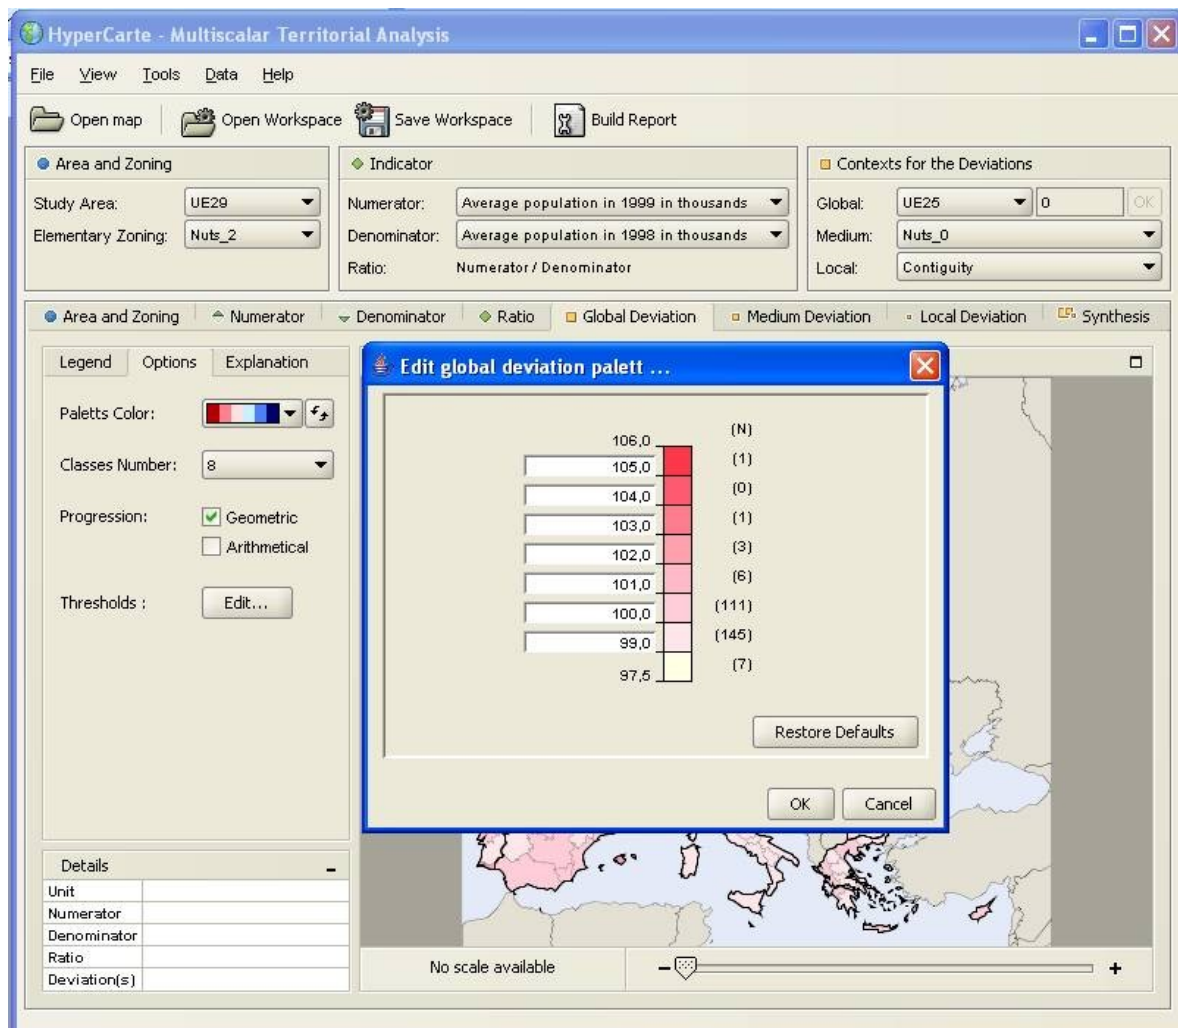 HyperCarte - Multiscalar Territorial Analysis
File View Tools Data Help
Open map Open Workspace Save Workspace Build Report
Area and Zoning
Study Area: UE29
Elementary Zoning: Nuts_2
Indicator
Numerator: Average population in 1999 in thousands
Denominator: Average population in 1998 in thousands
Ratio: Numerator / Denominator
Contexts for the Deviations
Global: UE25 0 OK
Medium: Nuts_0
Local: Contiguity
Area and Zoning Numerator Denominator Ratio Global Deviation Medium Deviation Local Deviation Synthesis
Legend Options Explanation
Paletts Color:
Classes Number: 8
Progression: Geometric
Arithmetical
Thresholds : Edit...
Edit global deviation palett ...
(N)
106,0
105,0 (1)
104,0 (0)
103,0 (1)
102,0 (3)
101,0 (6)
100,0 (111)
99,0 (145)
97,5 (7)
Restore Defaults
OK Cancel
Details
Unit
Numerator
Denominator
Ratio
Deviation(s)
No scale available - +